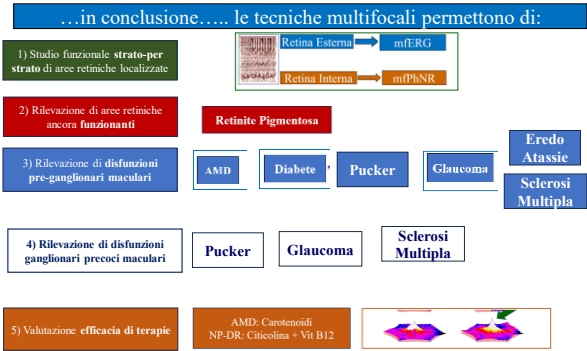 …in conclusione….. le tecniche multifocali permettono di:
1) Studio funzionale strato-per
strato di aree retiniche localizzate
Retina Esterna
mfERG
Retina Interna
mfPhNR
2) Rilevazione di aree retiniche
ancora funzionanti
Retinite Pigmentosa
3) Rilevazione di disfunzioni
pre-ganglionari maculari
AMD
Diabete
Pucker
Glaucoma
Eredo
Atassie
Sclerosi
Multipla
4) Rilevazione di disfunzioni
ganglionari precoci maculari
Pucker
Glaucoma
Sclerosi
Multipla
5) Valutazione efficacia di terapie
AMD: Carotenoidi
NP-DR: Citicolina + Vit B12